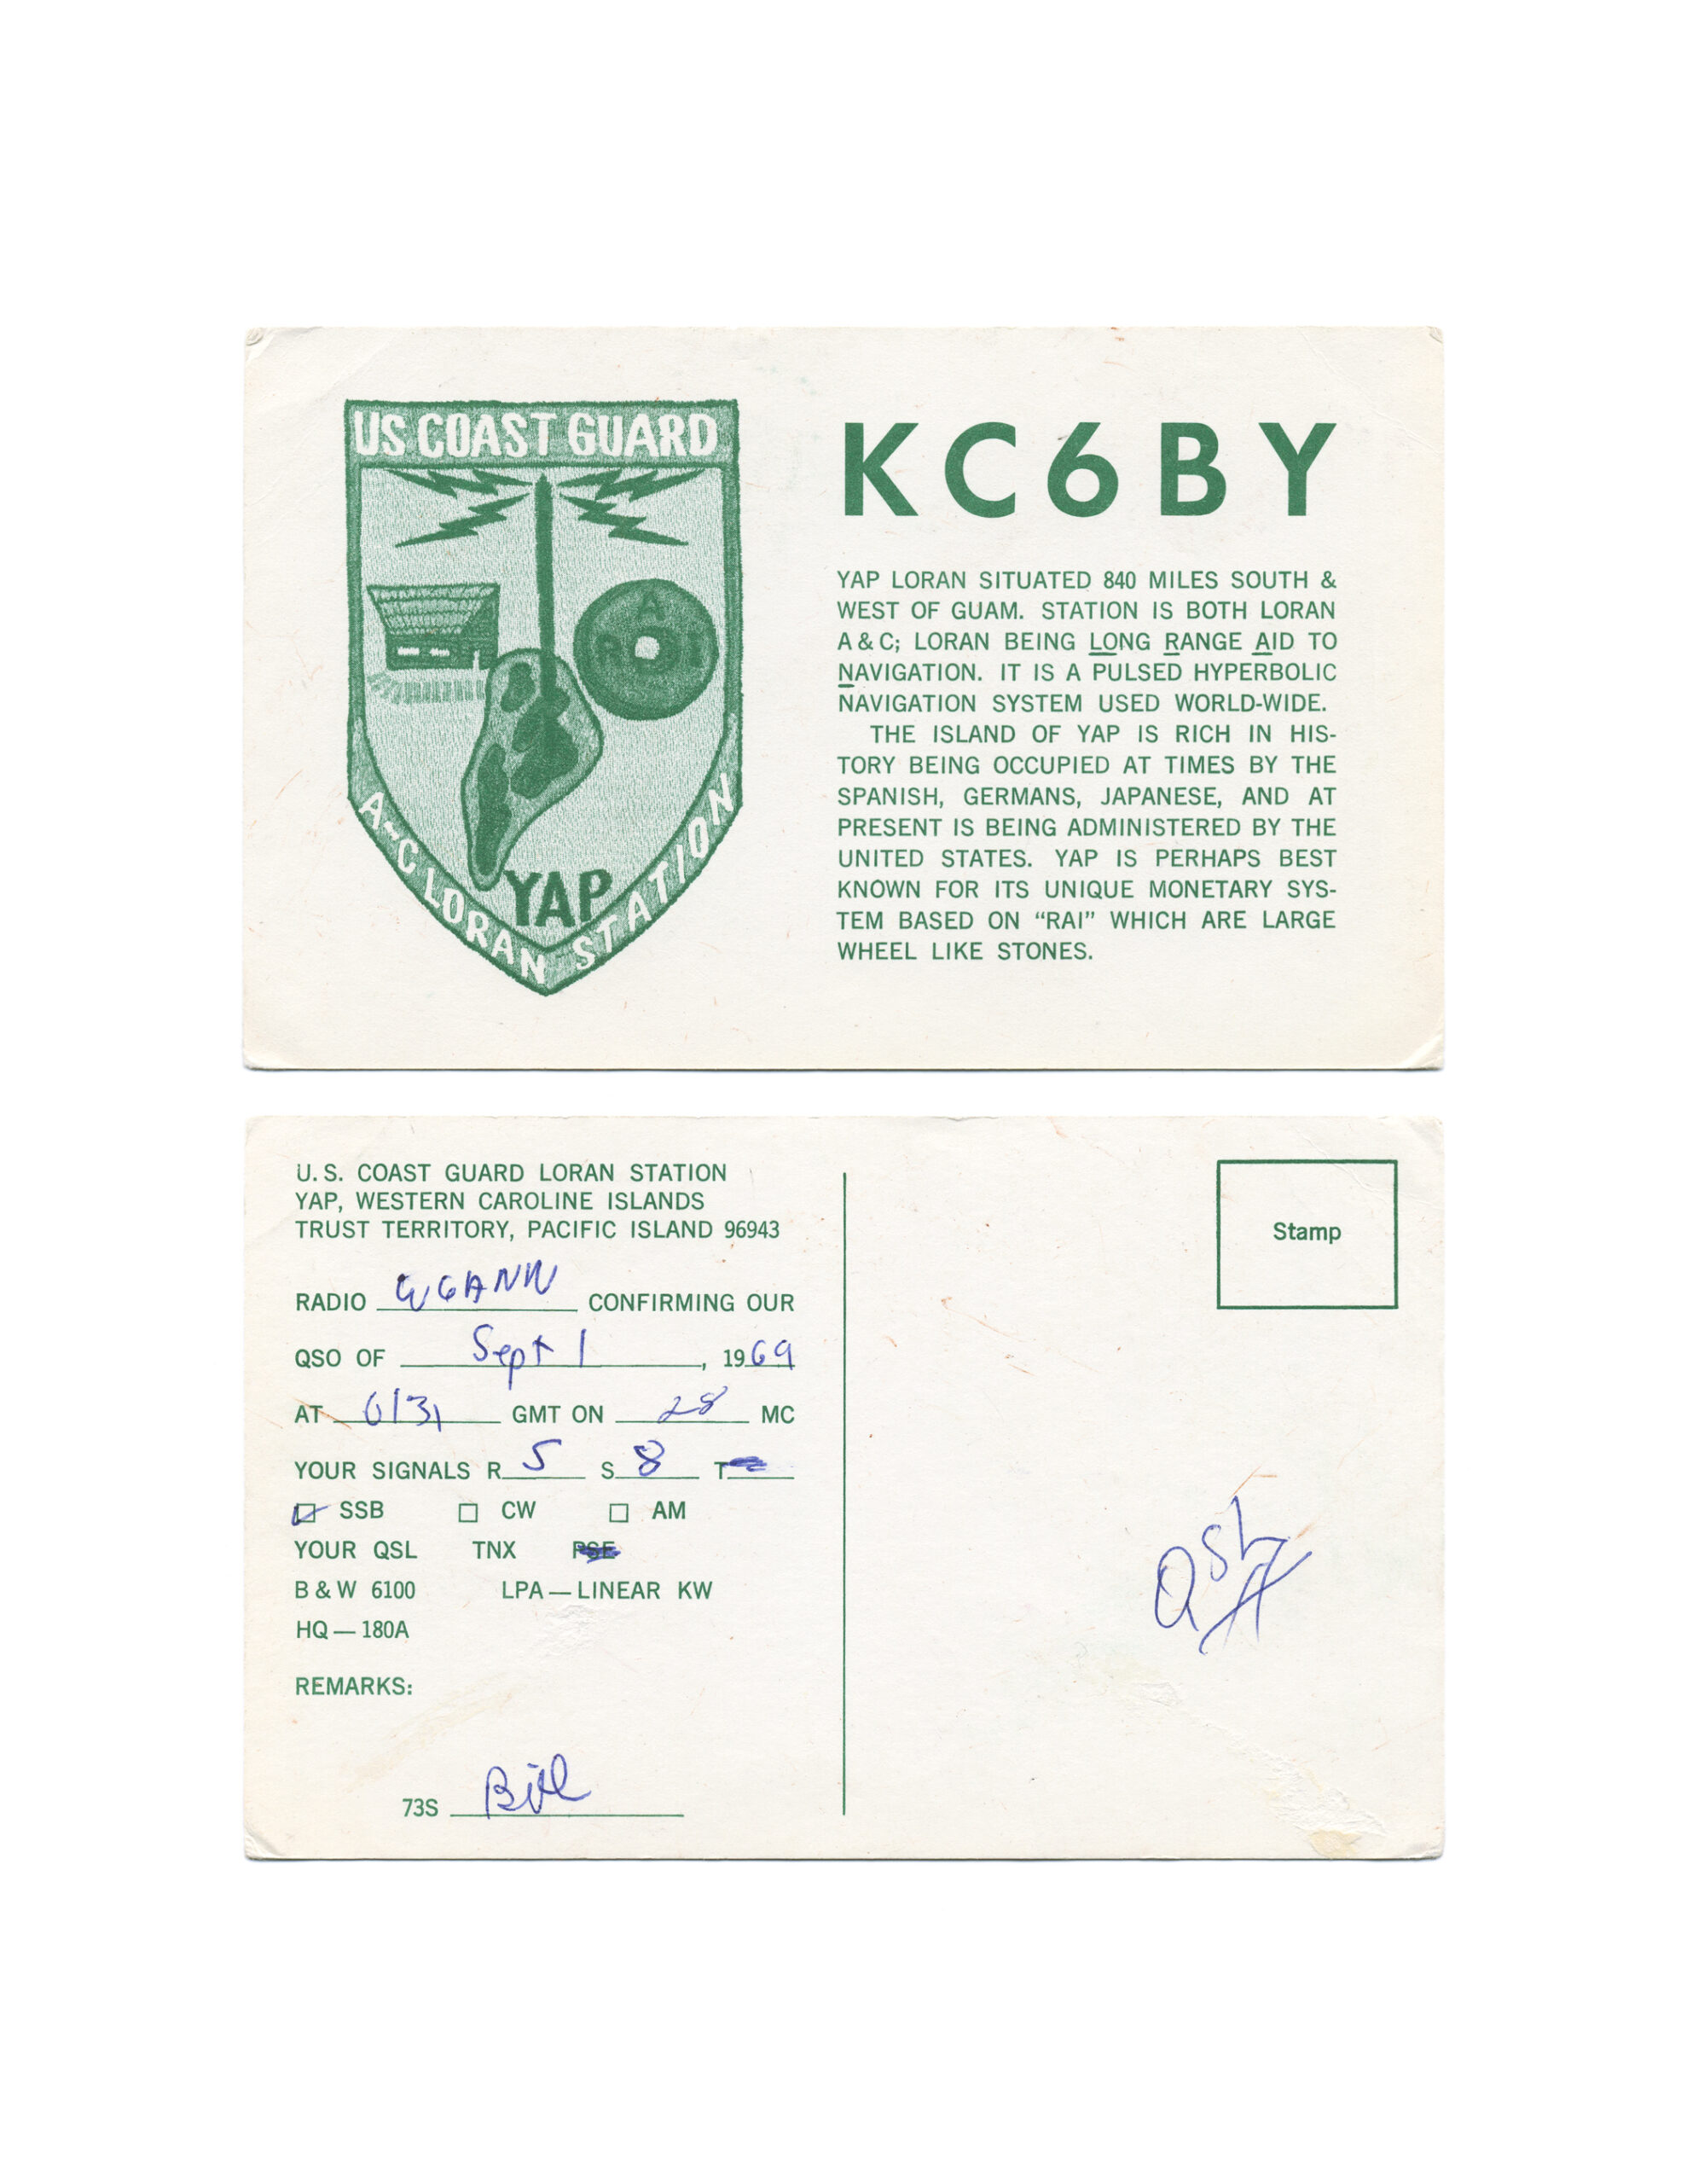 US COAST GUARD
RAI
YAP
A-C LORAN STATION
KC6BY
YAP LORAN SITUATED 840 MILES SOUTH &
WEST OF GUAM. STATION IS BOTH LORAN
A & C; LORAN BEING LONG RANGE AID TO
NAVIGATION. IT IS A PULSED HYPERBOLIC
NAVIGATION SYSTEM USED WORLD-WIDE.
THE ISLAND OF YAP IS RICH IN HIS-
TORY BEING OCCUPIED AT TIMES BY THE
SPANISH, GERMANS, JAPANESE, AND AT
PRESENT IS BEING ADMINISTERED BY THE
UNITED STATES. YAP IS PERHAPS BEST
KNOWN FOR ITS UNIQUE MONETARY SYS-
TEM BASED ON “RAI” WHICH ARE LARGE
WHEEL LIKE STONES.
U. S. COAST GUARD LORAN STATION
YAP, WESTERN CAROLINE ISLANDS
TRUST TERRITORY, PACIFIC ISLAND 96943
RADIO W6ANN CONFIRMING OUR
QSO OF Sept 1, 1969
AT 0131 GMT ON 28 MC
YOUR SIGNALS R 5 S 8 T
SSB CW AM
YOUR QSL TNX PSE
B & W 6100 LPA — LINEAR KW
HQ — 180A
REMARKS:
73S Bill
Stamp
QSL